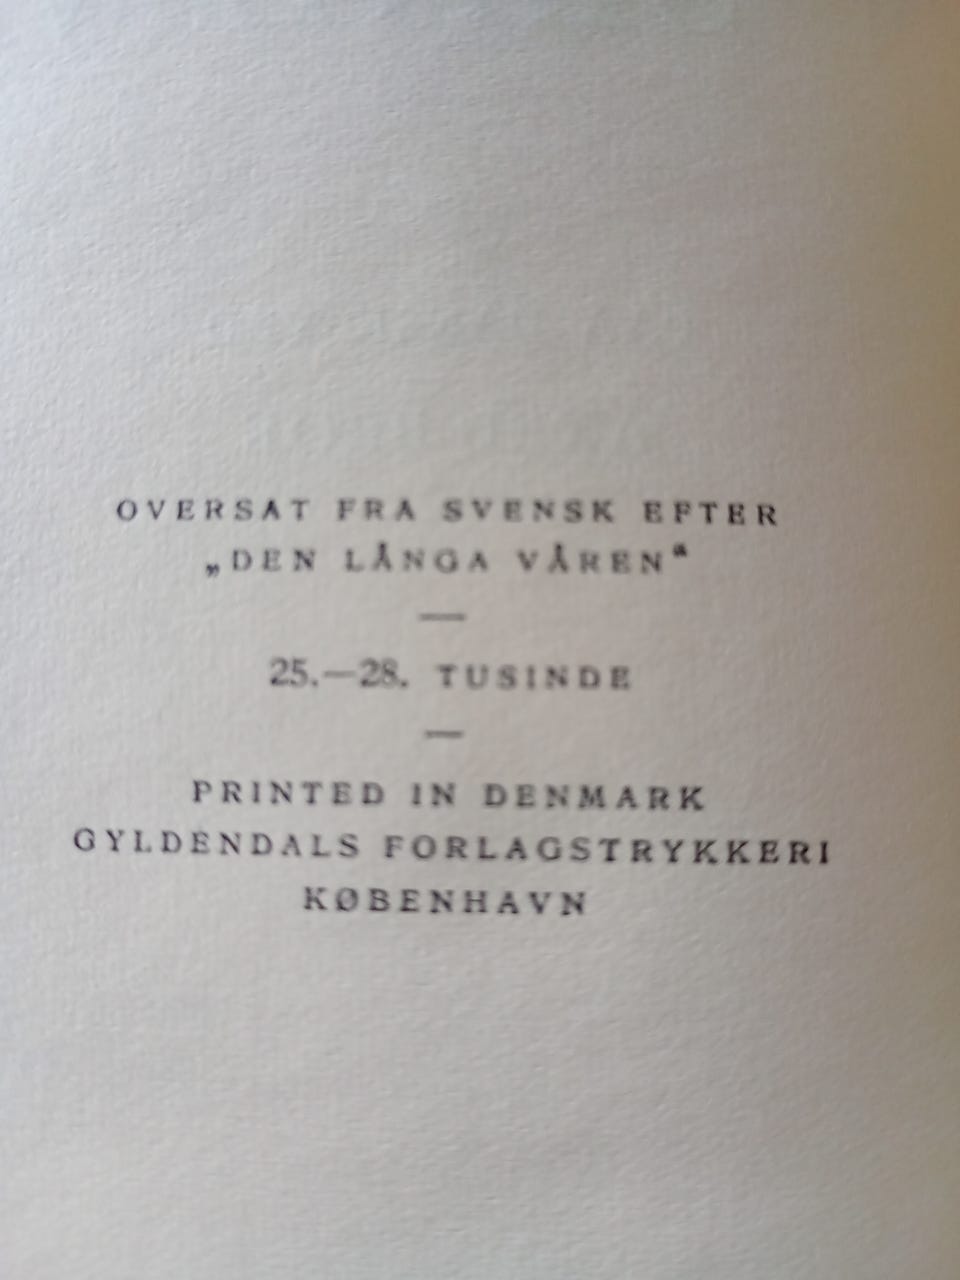 OVERSAT FRA SVENSK EFTER
„DEN LÅNGA VÅREN“
—
25.—28. TUSINDE
—
PRINTED IN DENMARK
GYLDENDALS FORLAGSTRYKKERI
KØBENHAVN